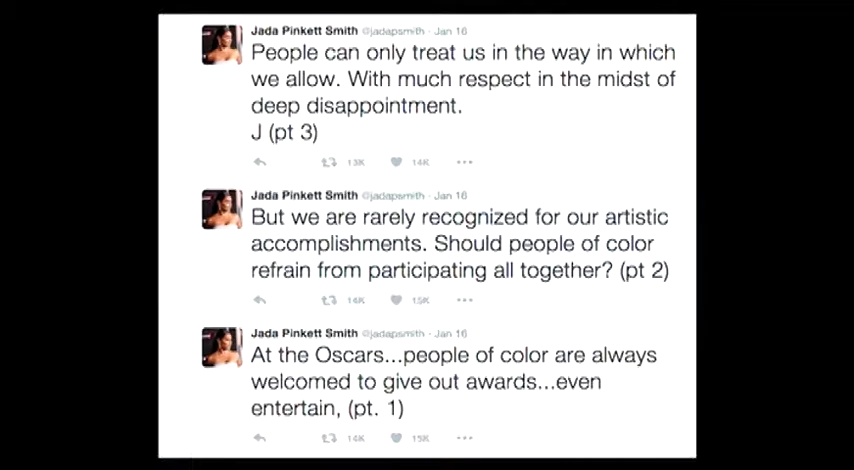 Jada Pinkett Smith @jadapsmith · Jan 16
People can only treat us in the way in which
we allow. With much respect in the midst of
deep disappointment.
J (pt 3)
13K 14K
Jada Pinkett Smith @jadapsmith · Jan 16
But we are rarely recognized for our artistic
accomplishments. Should people of color
refrain from participating all together? (pt 2)
14K 15K
Jada Pinkett Smith @jadapsmith · Jan 16
At the Oscars...people of color are always
welcomed to give out awards...even
entertain, (pt. 1)
14K 15K